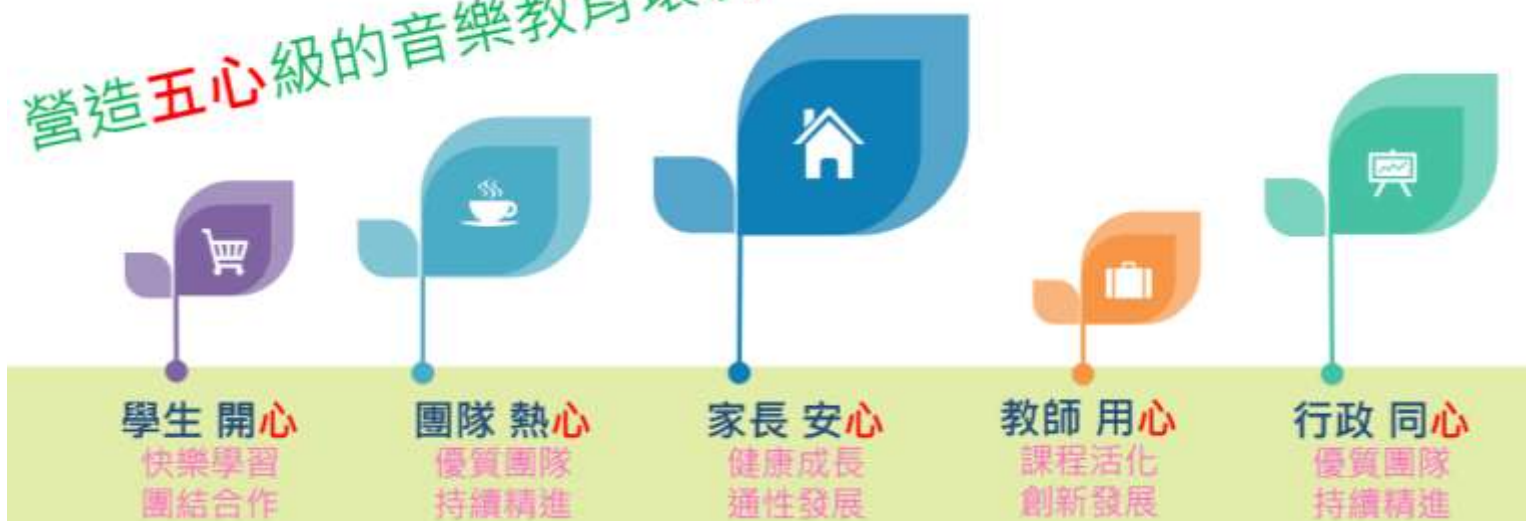 營造五心級的音樂教育環
學生 開心
快樂學習
團結合作
團隊 熱心
優質團隊
持續精進
家長 安心
健康成長
通性發展
教師 用心
課程活化
創新發展
行政 同心
優質團隊
持續精進